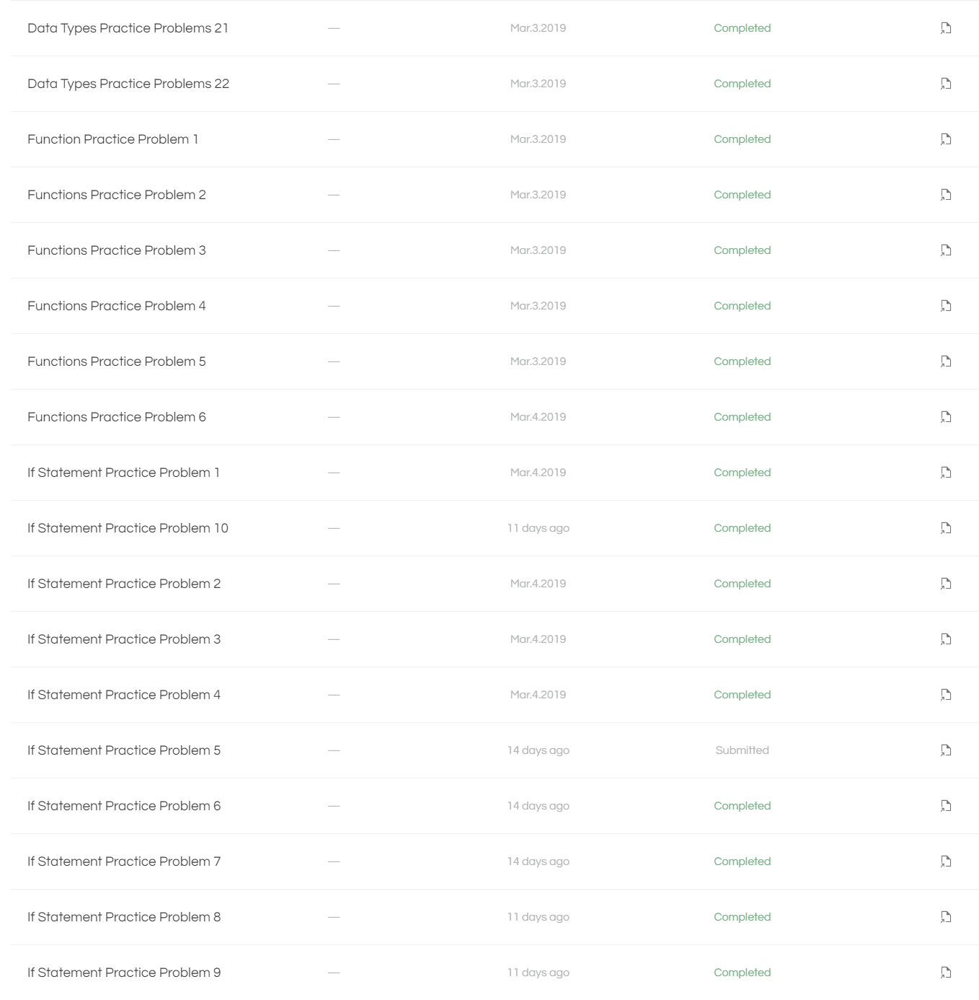 Data Types Practice Problems 21 — Mar.3.2019 Completed
Data Types Practice Problems 22 — Mar.3.2019 Completed
Function Practice Problem 1 — Mar.3.2019 Completed
Functions Practice Problem 2 — Mar.3.2019 Completed
Functions Practice Problem 3 — Mar.3.2019 Completed
Functions Practice Problem 4 — Mar.3.2019 Completed
Functions Practice Problem 5 — Mar.3.2019 Completed
Functions Practice Problem 6 — Mar.4.2019 Completed
If Statement Practice Problem 1 — Mar.4.2019 Completed
If Statement Practice Problem 10 — 11 days ago Completed
If Statement Practice Problem 2 — Mar.4.2019 Completed
If Statement Practice Problem 3 — Mar.4.2019 Completed
If Statement Practice Problem 4 — Mar.4.2019 Completed
If Statement Practice Problem 5 — 14 days ago Submitted
If Statement Practice Problem 6 — 14 days ago Completed
If Statement Practice Problem 7 — 14 days ago Completed
If Statement Practice Problem 8 — 11 days ago Completed
If Statement Practice Problem 9 — 11 days ago Completed